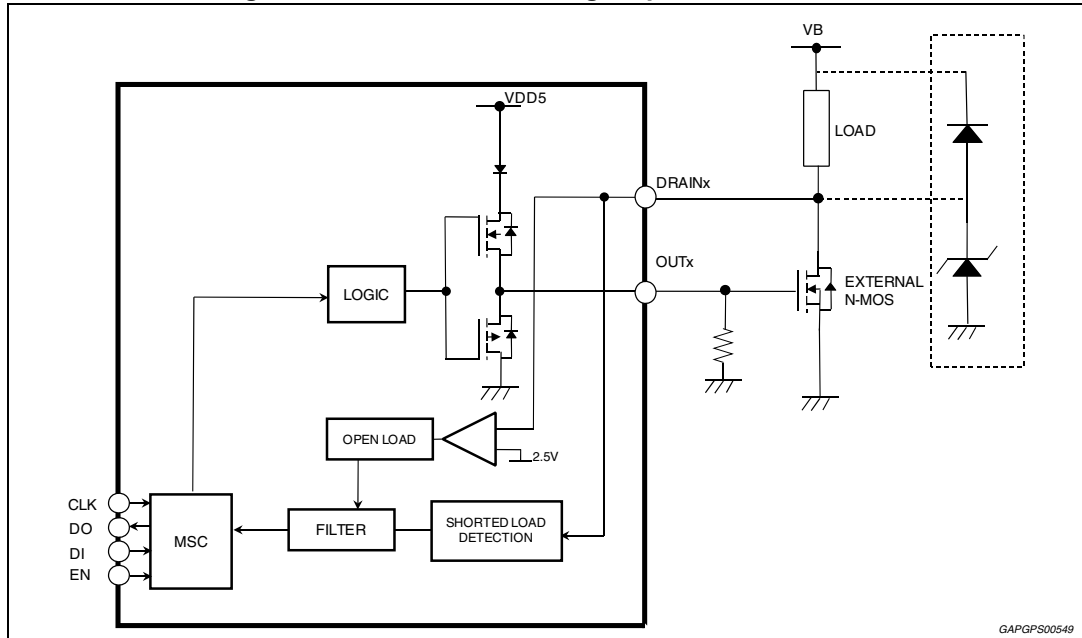 VB
VDD5
LOAD
DRAINx
OUTx
EXTERNAL
N-MOS
LOGIC
OPEN LOAD
2.5V
CLK
DO
DI
EN
MSC
FILTER
SHORTED LOAD
DETECTION
GAPGPS00549